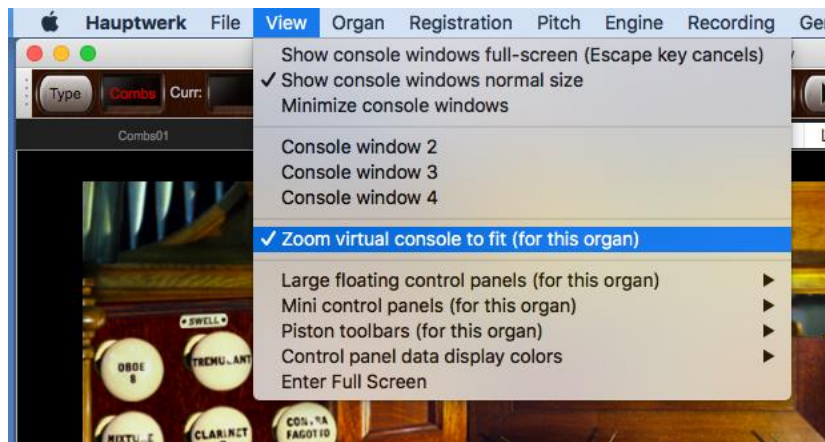 Hauptwerk File View Organ Registration Pitch Engine Recording Ger
Show console windows full-screen (Escape key cancels)
✓ Show console windows normal size
Minimize console windows
Type Combs Curr:
Combs01
Console window 2
Console window 3
Console window 4
✓ Zoom virtual console to fit (for this organ)
Large floating control panels (for this organ)
Mini control panels (for this organ)
Piston toolbars (for this organ)
Control panel data display colors
Enter Full Screen
SWELL
OBOE
8
CLARINET
FAGOTTO